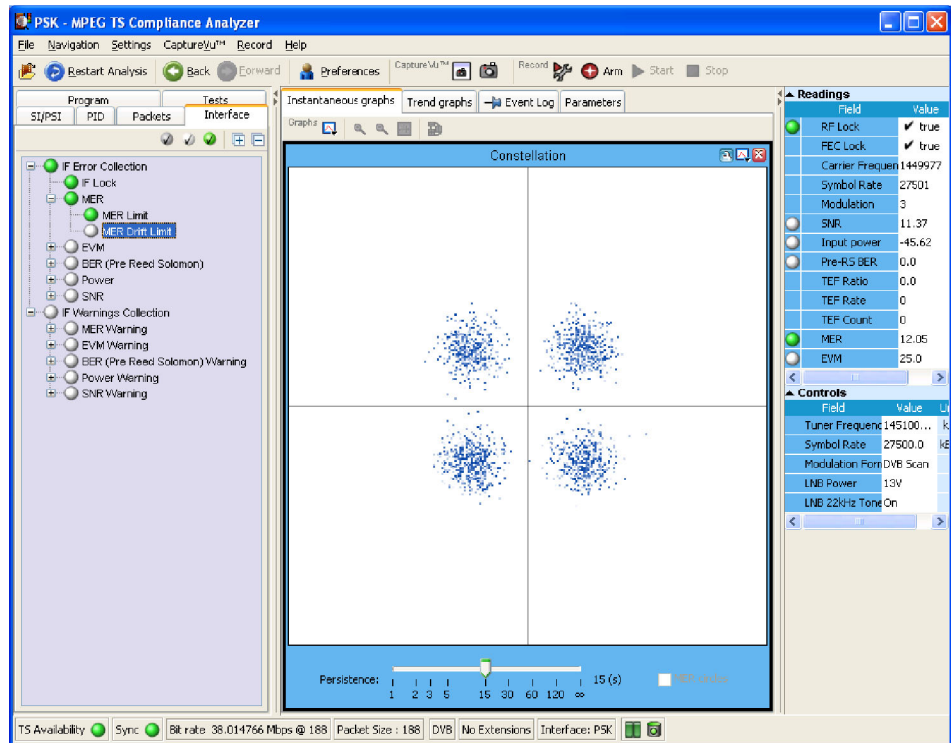 PSK - MPEG TS Compliance Analyzer
File Navigation Settings CaptureVu™ Record Help
Restart Analysis Back Forward Preferences CaptureVu™ Record Arm Start Stop
Program Tests
SI/PSI PID Packets Interface
IF Error Collection
IF Lock
MER
MER Limit
MER Drift Limit
EVM
BER (Pre Reed Solomon)
Power
SNR
IF Warnings Collection
MER Warning
EVM Warning
BER (Pre Reed Solomon) Warning
Power Warning
SNR Warning
Instantaneous graphs Trend graphs Event Log Parameters
Graphs
Constellation
Persistence: 15 (s)
1 2 3 5 15 30 60 120 ∞
Readings
Field Value
RF Lock ✔ true
FEC Lock ✔ true
Carrier Frequen 1449977
Symbol Rate 27501
Modulation 3
SNR 11.37
Input power -45.62
Pre-RS BER 0.0
TEF Ratio 0.0
TEF Rate 0
TEF Count 0
MER 12.05
EVM 25.0
Controls
Field Value
Tuner Frequenc 145100... k
Symbol Rate 27500.0
Modulation Form DVB Scan
LNB Power 13V
LNB 22kHz Tone On
TS Availability Sync Bit rate 38.014766 Mbps @ 188 Packet Size : 188 DVB No Extensions Interface: PSK